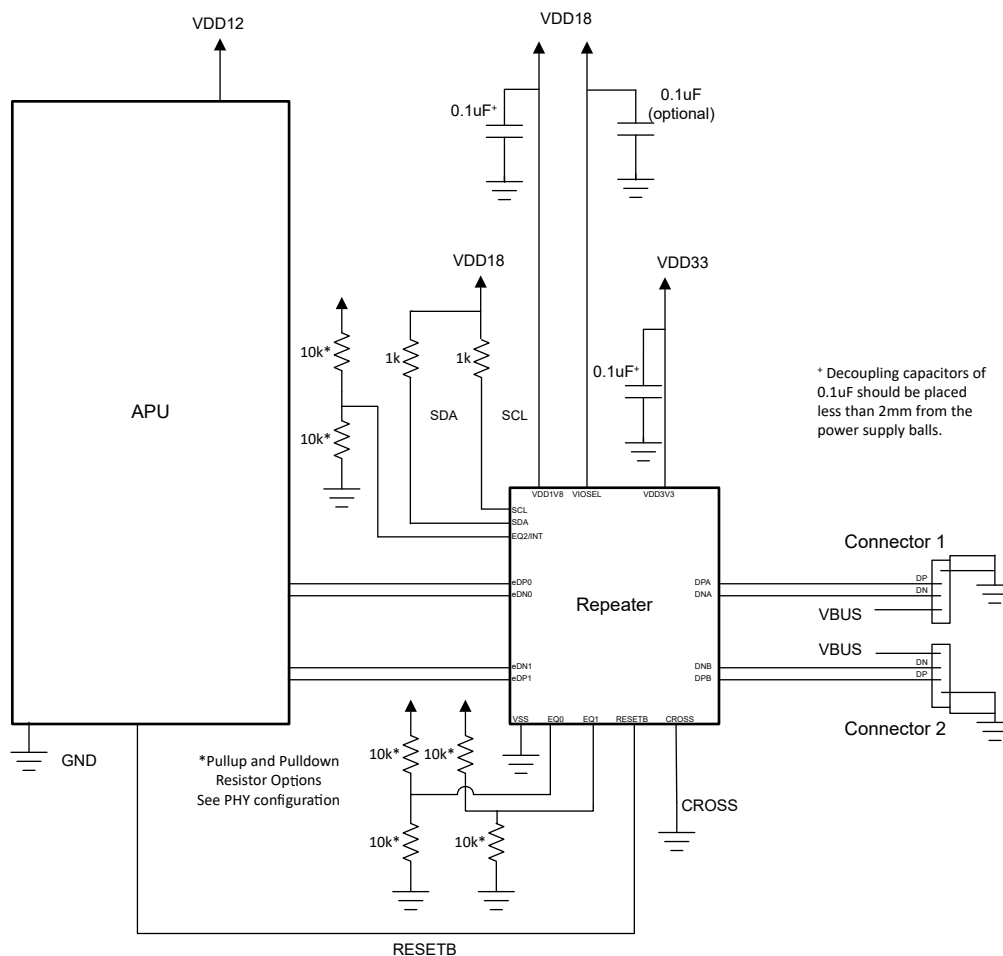 VDD12
VDD18
0.1uF⁺
0.1uF
(optional)
VDD18
VDD33
10k*
1k
1k
0.1uF⁺
⁺ Decoupling capacitors of
0.1uF should be placed
less than 2mm from the
power supply balls.
APU
SDA
SCL
10k*
VDD1V8
VIOSEL
VDD3V3
SCL
SDA
EQ2/INT
Connector 1
eDP0
eDN0
Repeater
DPA
DNA
DP
DN
VBUS
VBUS
eDN1
eDP1
DNB
DPB
DN
DP
VSS
EQ0
EQ1
RESETB
CROSS
Connector 2
GND
*Pullup and Pulldown
Resistor Options
See PHY configuration
10k*
10k*
CROSS
10k*
10k*
RESETB